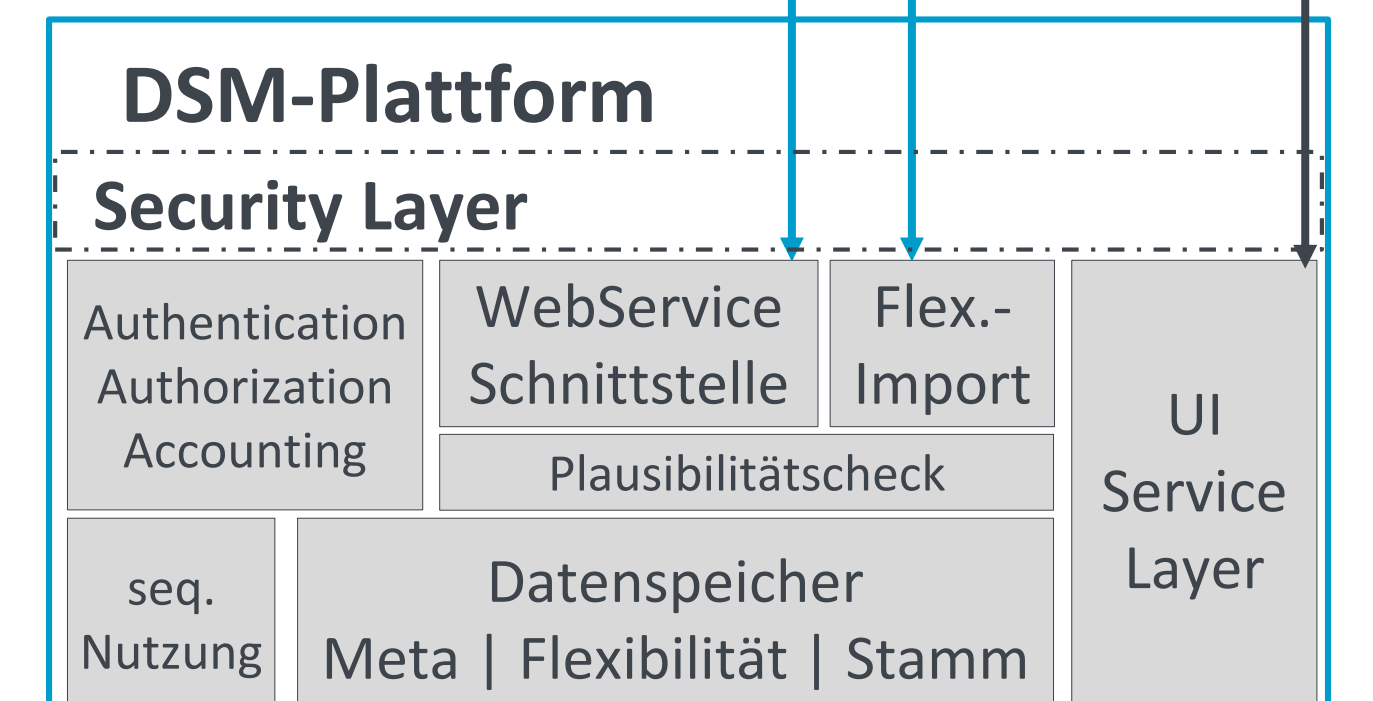 DSM-Plattform
Security Layer
Authentication
Authorization
Accounting
WebService
Schnittstelle
Flex.-
Import
Plausibilitätscheck
UI
Service
Layer
seq.
Nutzung
Datenspeicher
Meta | Flexibilität | Stamm